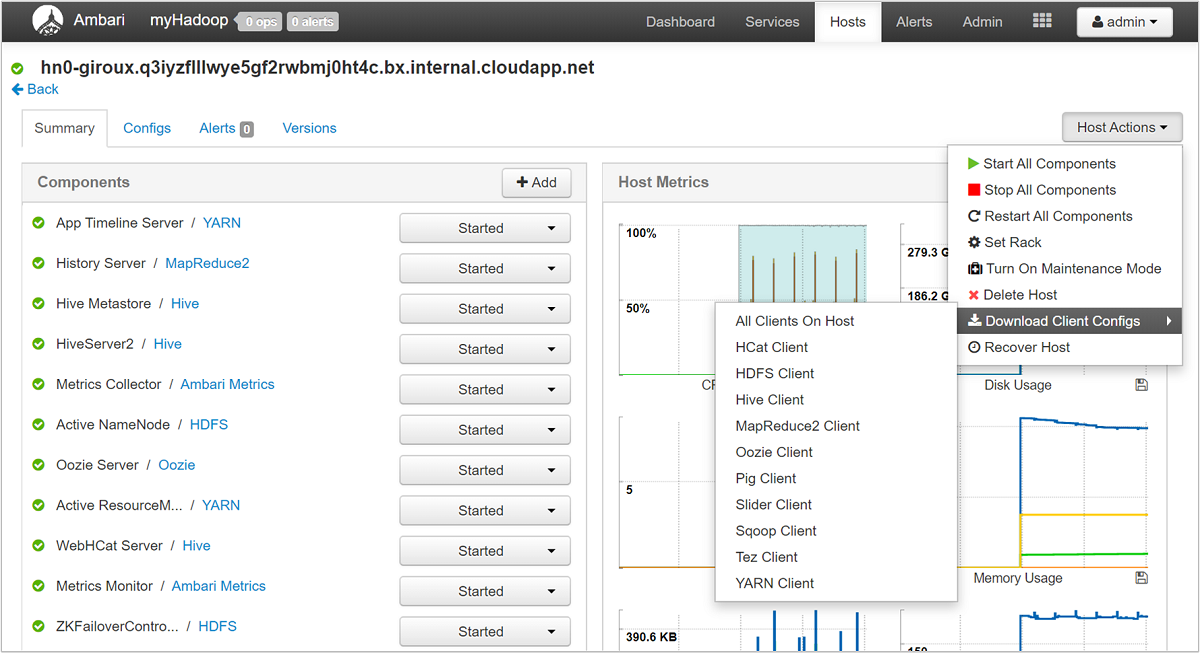 Ambari myHadoop 0 ops 0 alerts Dashboard Services Hosts Alerts Admin admin
hn0-giroux.q3iyzflllwye5gf2rwbmj0ht4c.bx.internal.cloudapp.net
Back
Summary Configs Alerts 0 Versions Host Actions
Components Add
App Timeline Server / YARN Started
History Server / MapReduce2 Started
Hive Metastore / Hive Started
HiveServer2 / Hive Started
Metrics Collector / Ambari Metrics Started
Active NameNode / HDFS Started
Oozie Server / Oozie Started
Active ResourceM... / YARN Started
WebHCat Server / Hive Started
Metrics Monitor / Ambari Metrics Started
ZKFailoverContro... / HDFS Started
Host Metrics
100%
50%
279.3 G
186.2 G
Disk Usage
5
Memory Usage
390.6 KB
Start All Components
Stop All Components
Restart All Components
Set Rack
Turn On Maintenance Mode
Delete Host
Download Client Configs
Recover Host
All Clients On Host
HCat Client
HDFS Client
Hive Client
MapReduce2 Client
Oozie Client
Pig Client
Slider Client
Sqoop Client
Tez Client
YARN Client